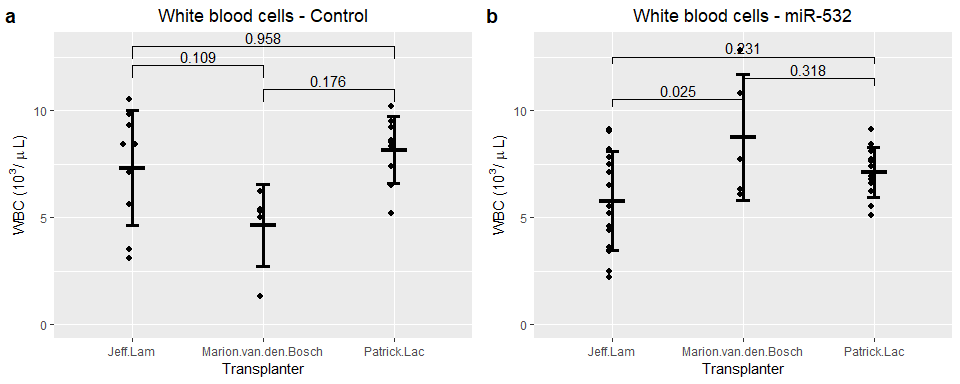 a
White blood cells - Control
0.958
0.109
0.176
10
5
0
WBC (10³/ μ L)
Jeff.Lam
Marion.van.den.Bosch
Patrick.Lac
Transplanter
b
White blood cells - miR-532
0.231
0.318
0.025
10
5
0
WBC (10³/ μ L)
Jeff.Lam
Marion.van.den.Bosch
Patrick.Lac
Transplanter